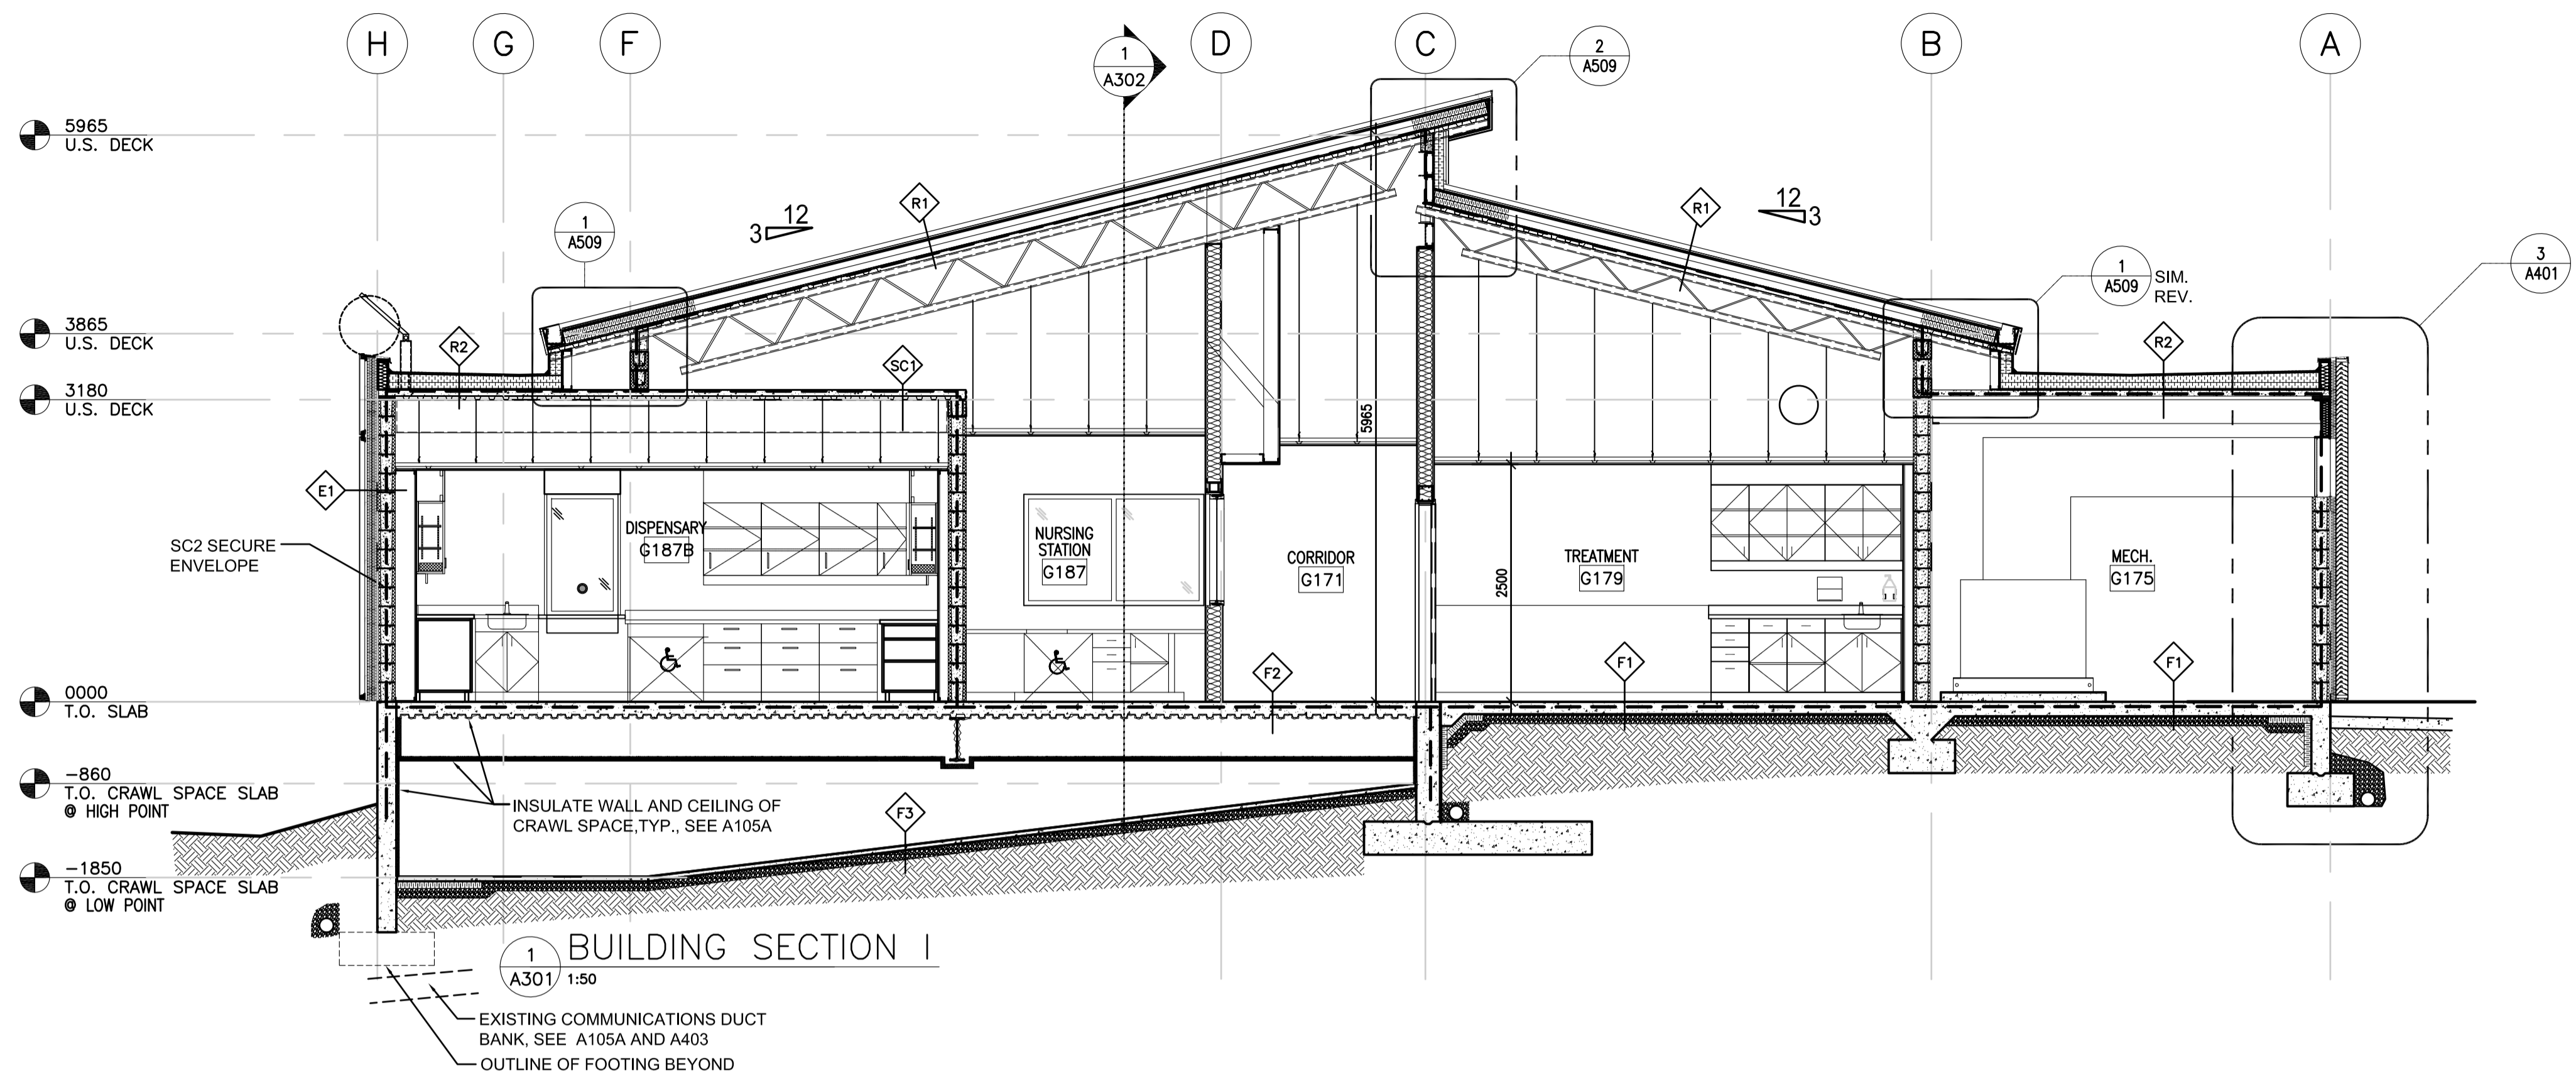 H
G
F
D
C
B
A
1
A302
2
A509
5965
U.S. DECK
12
3
R1
R1
12
3
1
A509
3
A401
1
A509
SIM.
REV.
3865
U.S. DECK
R2
SC1
R2
3180
U.S. DECK
5965
E1
SC2 SECURE
ENVELOPE
DISPENSARY
G187B
NURSING
STATION
G187
CORRIDOR
G171
2500
TREATMENT
G179
MECH.
G175
F2
F1
F1
0000
T.O. SLAB
-860
T.O. CRAWL SPACE SLAB
@ HIGH POINT
INSULATE WALL AND CEILING OF
CRAWL SPACE,TYP., SEE A105A
F3
-1850
T.O. CRAWL SPACE SLAB
@ LOW POINT
1
A301
BUILDING SECTION 1
1:50
EXISTING COMMUNICATIONS DUCT
BANK, SEE A105A AND A403
OUTLINE OF FOOTING BEYOND